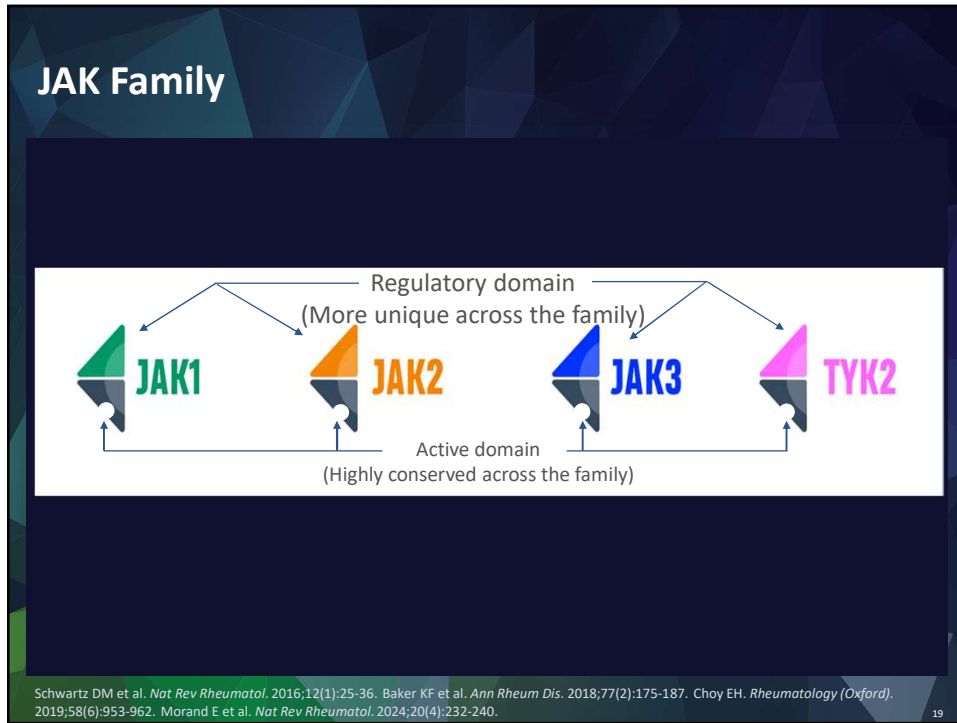 JAK Family
Regulatory domain
(More unique across the family)
JAK1
JAK2
JAK3
TYK2
Active domain
(Highly conserved across the family)
Schwartz DM et al. Nat Rev Rheumatol. 2016;12(1):25-36. Baker KF et al. Ann Rheum Dis. 2018;77(2):175-187. Choy EH. Rheumatology (Oxford).
2019;58(6):953-962. Morand E et al. Nat Rev Rheumatol. 2024;20(4):232-240.
19